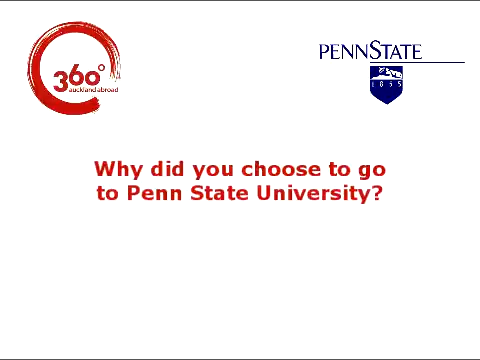 360°
auckland abroad
PENNSTATE
1855
Why did you choose to go
to Penn State University?